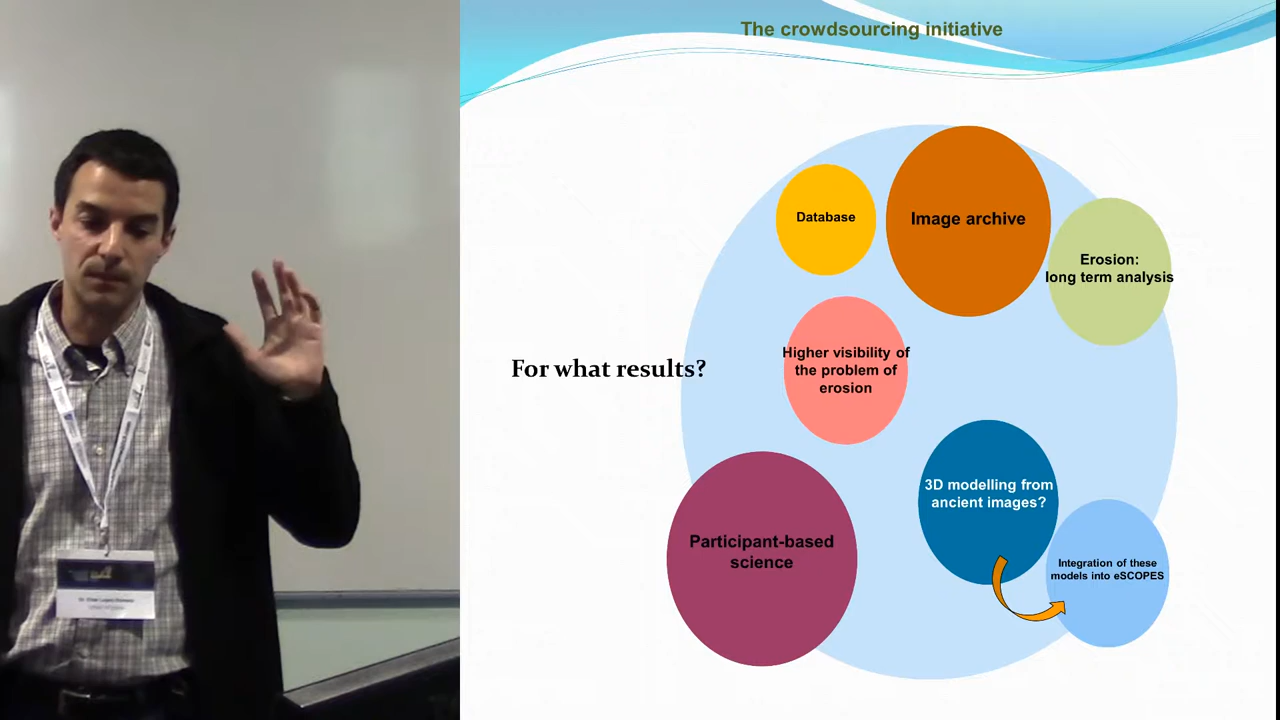 The crowdsourcing initiative
Database
Image archive
Erosion:
long term analysis
For what results?
Higher visibility of
the problem of
erosion
3D modelling from
ancient images?
Participant-based
science
Integration of these
models into eSCOPES